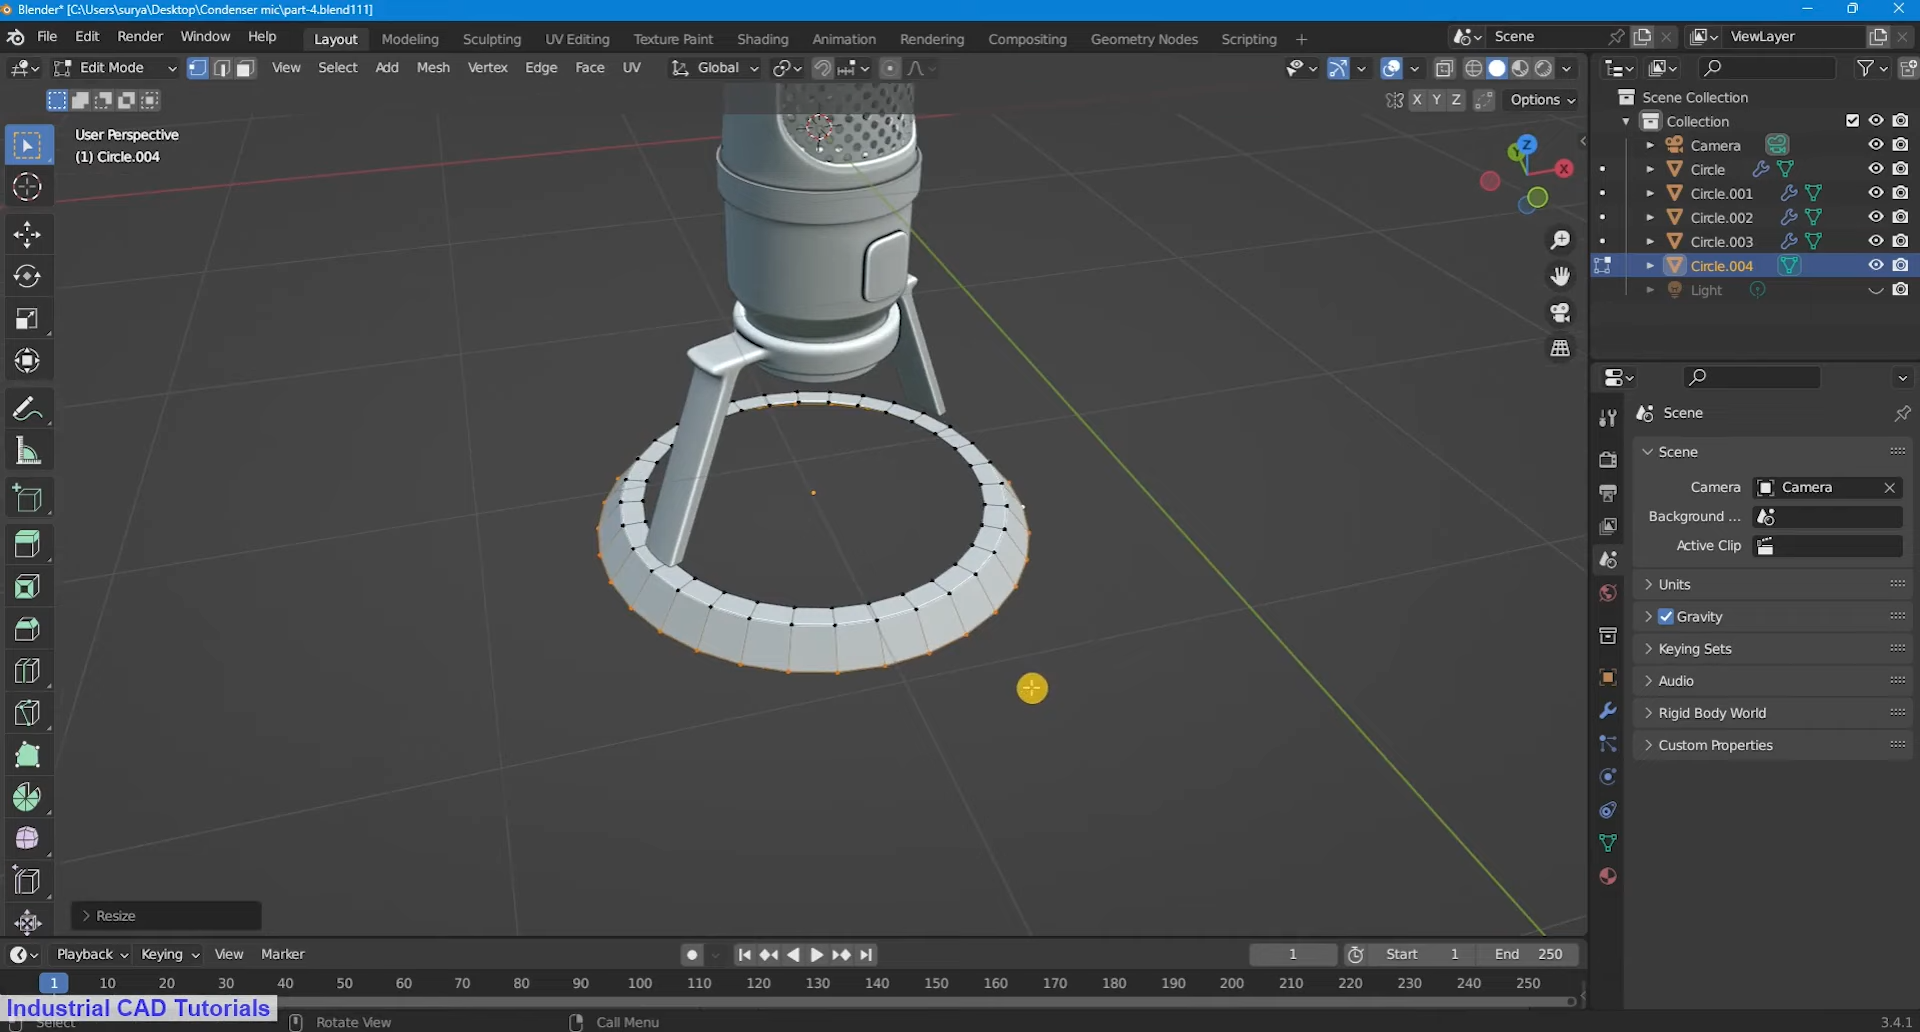 Blender* [C:\Users\surya\Desktop\Condenser mic\part-4.blend111]
File Edit Render Window Help Layout Modeling Sculpting UV Editing Texture Paint Shading Animation Rendering Compositing Geometry Nodes Scripting + Scene ViewLayer
Edit Mode View Select Add Mesh Vertex Edge Face UV Global
X Y Z Options
User Perspective
(1) Circle.004
Z
Y
X
Scene Collection
Collection
Camera
Circle
Circle.001
Circle.002
Circle.003
Circle.004
Light
Scene
Scene
Camera Camera
Background ...
Active Clip
Units
Gravity
Keying Sets
Audio
Rigid Body World
Custom Properties
Resize
Playback Keying View Marker 1 Start 1 End 250
1 10 20 30 40 50 60 70 80 90 100 110 120 130 140 150 160 170 180 190 200 210 220 230 240 250
Industrial CAD Tutorials
Select Rotate View Call Menu 3.4.1